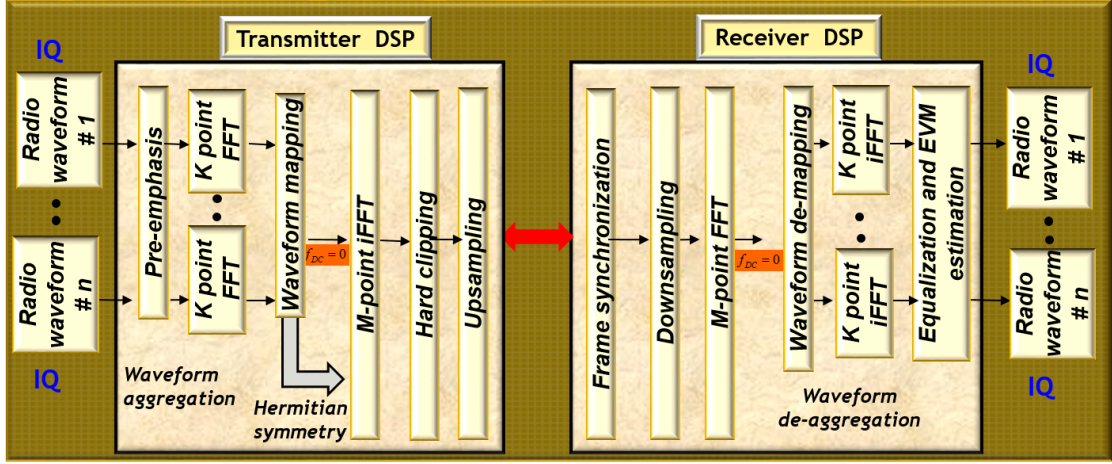 Transmitter DSP
Receiver DSP
IQ
Radio
waveform
# 1
Radio
waveform
# n
IQ
Pre-emphasis
K point
FFT
K point
FFT
Waveform mapping
f_DC = 0
M-point iFFT
Hard clipping
Upsampling
Waveform
aggregation
Hermitian
symmetry
Frame synchronization
Downsampling
M-point FFT
f_DC = 0
Waveform de-mapping
K point
iFFT
K point
iFFT
Equalization and EVM
estimation
Waveform
de-aggregation
IQ
Radio
waveform
# 1
Radio
waveform
# n
IQ